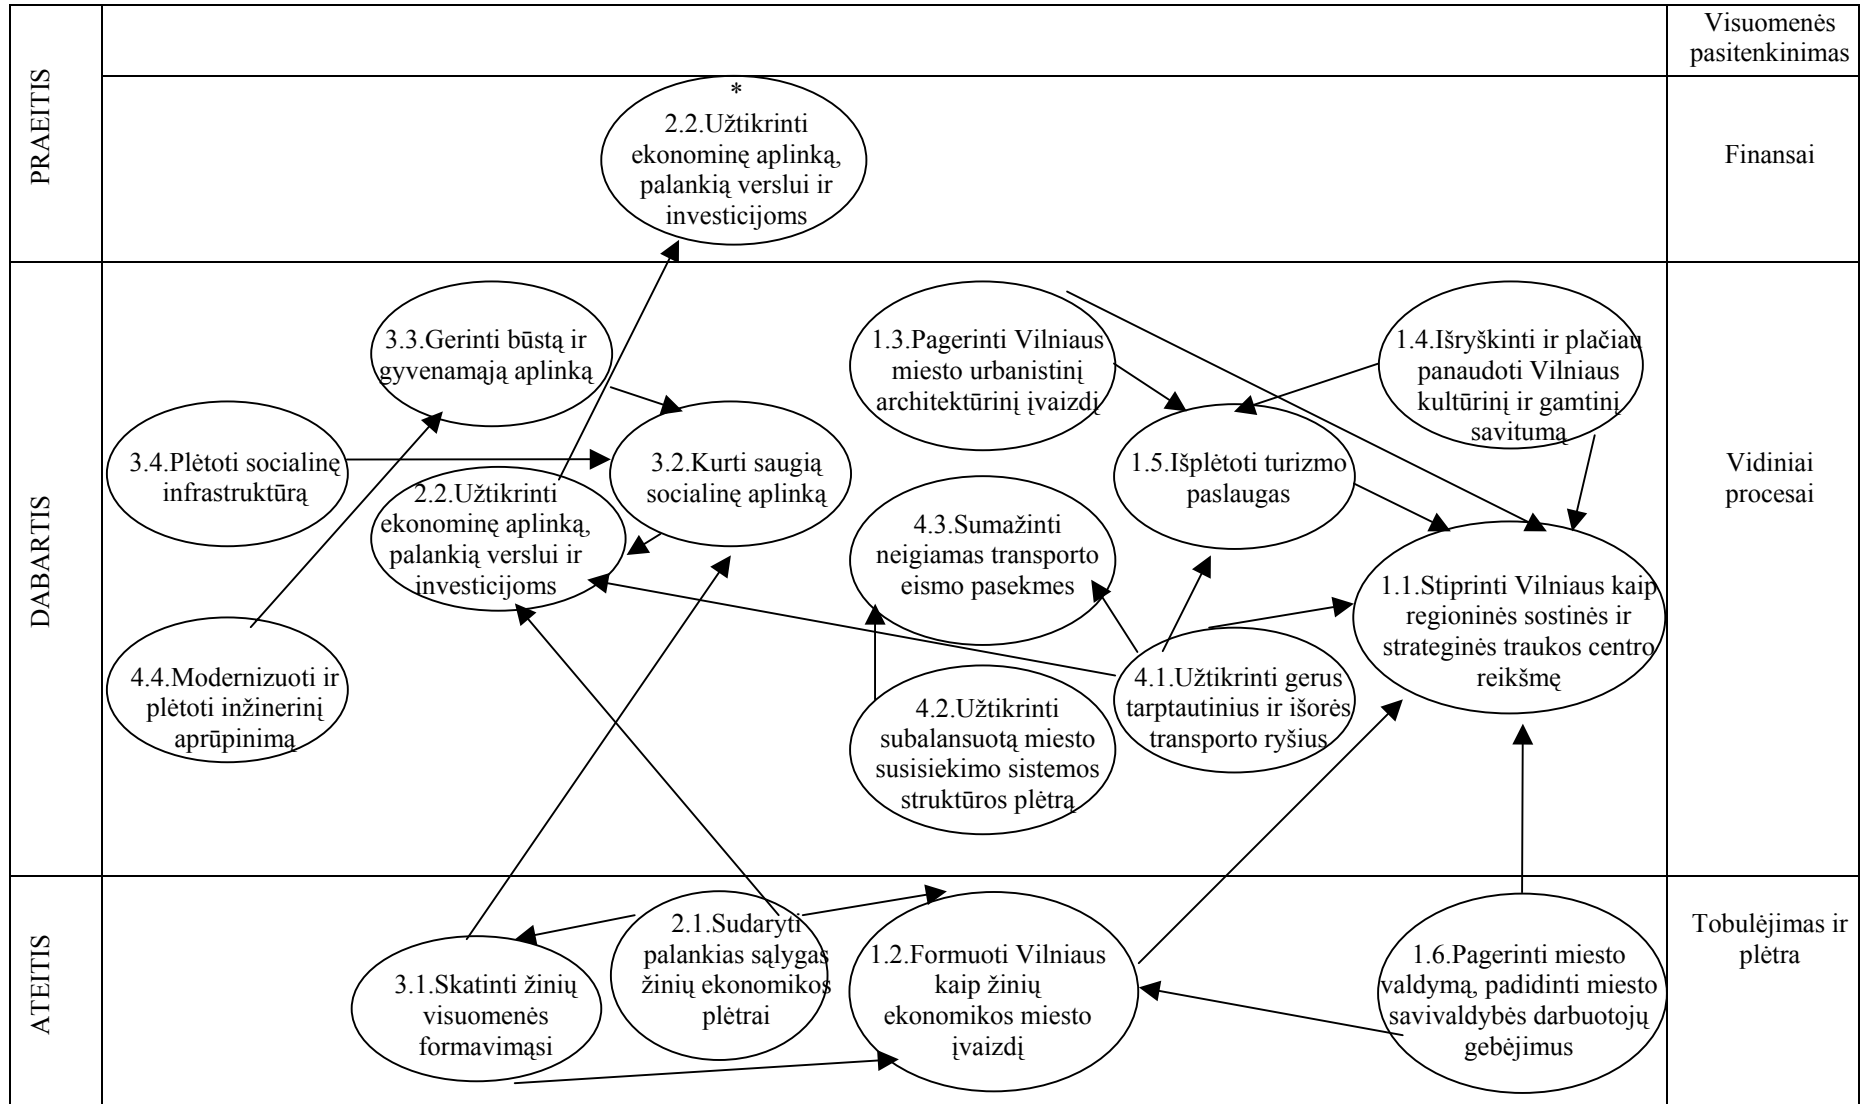 Visuomenės
pasitenkinimas
PRAEITIS
*
2.2.Užtikrinti
ekonominę aplinką,
palankią verslui ir
investicijoms
Finansai
DABARTIS
3.3.Gerinti būstą ir
gyvenamąją aplinką
1.3.Pagerinti Vilniaus
miesto urbanistinį
architektūrinį įvaizdį
1.4.Išryškinti ir plačiau
panaudoti Vilniaus
kultūrinį ir gamtinį
savitumą
3.4.Plėtoti socialinę
infrastruktūrą
3.2.Kurti saugią
socialinę aplinką
1.5.Išplėtoti turizmo
paslaugas
Vidiniai
procesai
2.2.Užtikrinti
ekonominę aplinką,
palankią verslui ir
investicijoms
4.3.Sumažinti
neigiamas transporto
eismo pasekmes
1.1.Stiprinti Vilniaus kaip
regioninės sostinės ir
strateginės traukos centro
reikšmę
4.4.Modernizuoti ir
plėtoti inžinerinį
aprūpinimą
4.2.Užtikrinti
subalansuotą miesto
susisiekimo sistemos
struktūros plėtrą
4.1.Užtikrinti gerus
tarptautinius ir išorės
transporto ryšius
ATEITIS
3.1.Skatinti žinių
visuomenės
formavimąsi
2.1.Sudaryti
palankias sąlygas
žinių ekonomikos
plėtrai
1.2.Formuoti Vilniaus
kaip žinių
ekonomikos miesto
įvaizdį
1.6.Pagerinti miesto
valdymą, padidinti miesto
savivaldybės darbuotojų
gebėjimus
Tobulėjimas ir
plėtra